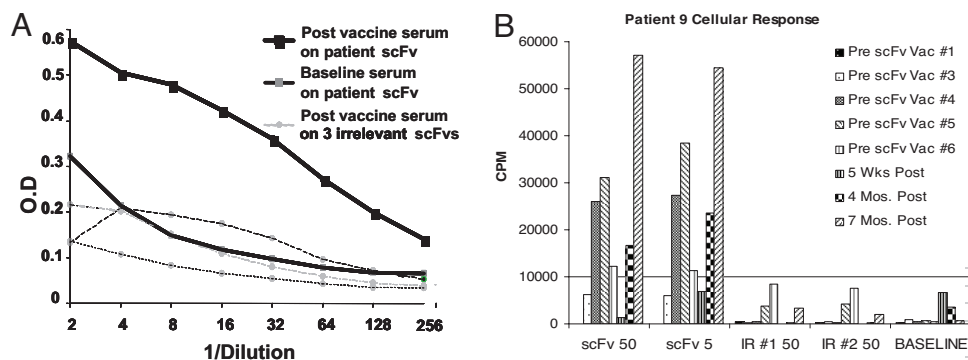 A
0.6
0.5
0.4
0.3
0.2
0.1
0
O.D
2 4 8 16 32 64 128 256
1/Dilution
Post vaccine serum
on patient scFv
Baseline serum
on patient scFv
Post vaccine serum
on 3 irrelevant scFvs
B
Patient 9 Cellular Response
60000
50000
40000
30000
20000
10000
0
CPM
scFv 50 scFv 5 IR #1 50 IR #2 50 BASELINE
Pre scFv Vac #1
Pre scFv Vac #3
Pre scFv Vac #4
Pre scFv Vac #5
Pre scFv Vac #6
5 Wks Post
4 Mos. Post
7 Mos. Post